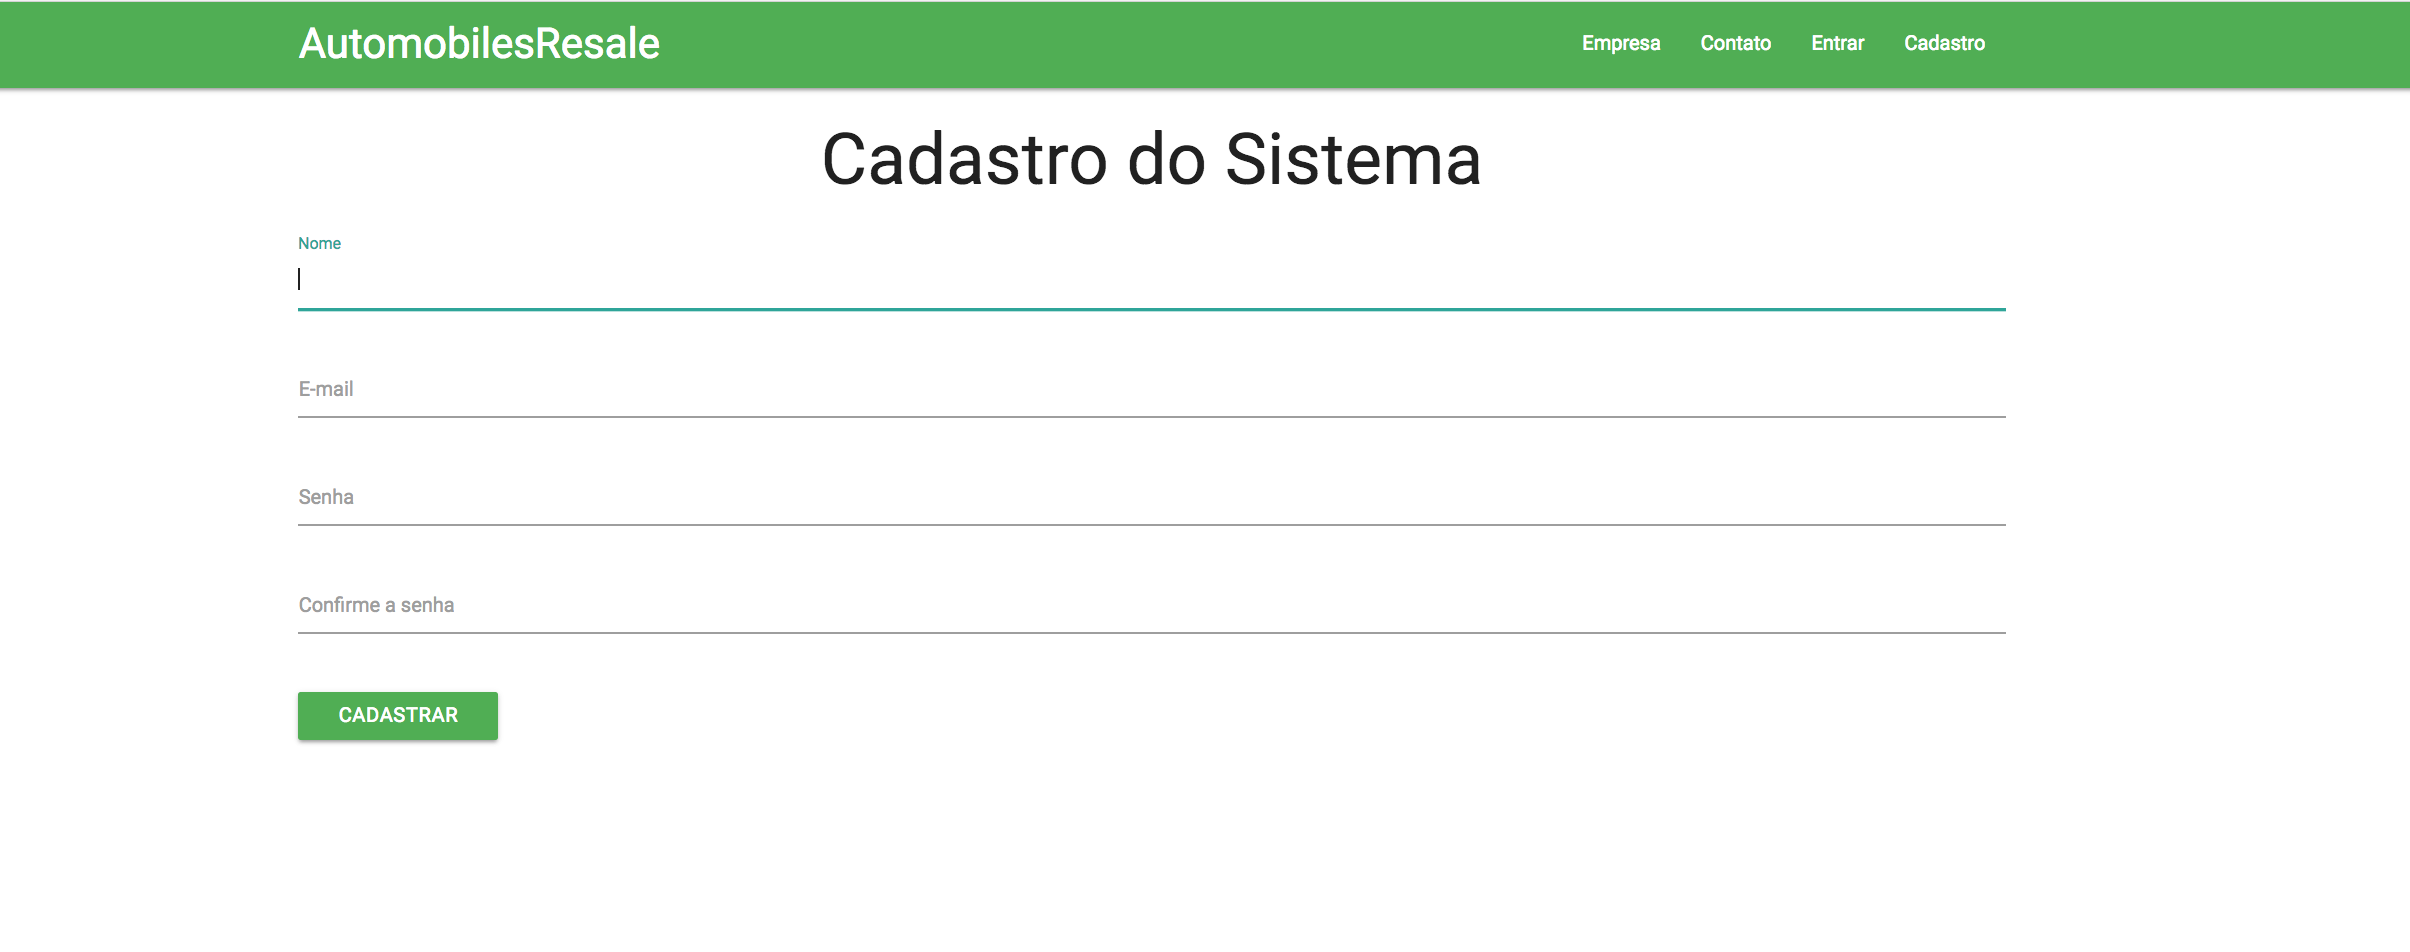 AutomobilesResale Empresa Contato Entrar Cadastro
Cadastro do Sistema
Nome
E-mail
Senha
Confirme a senha
CADASTRAR